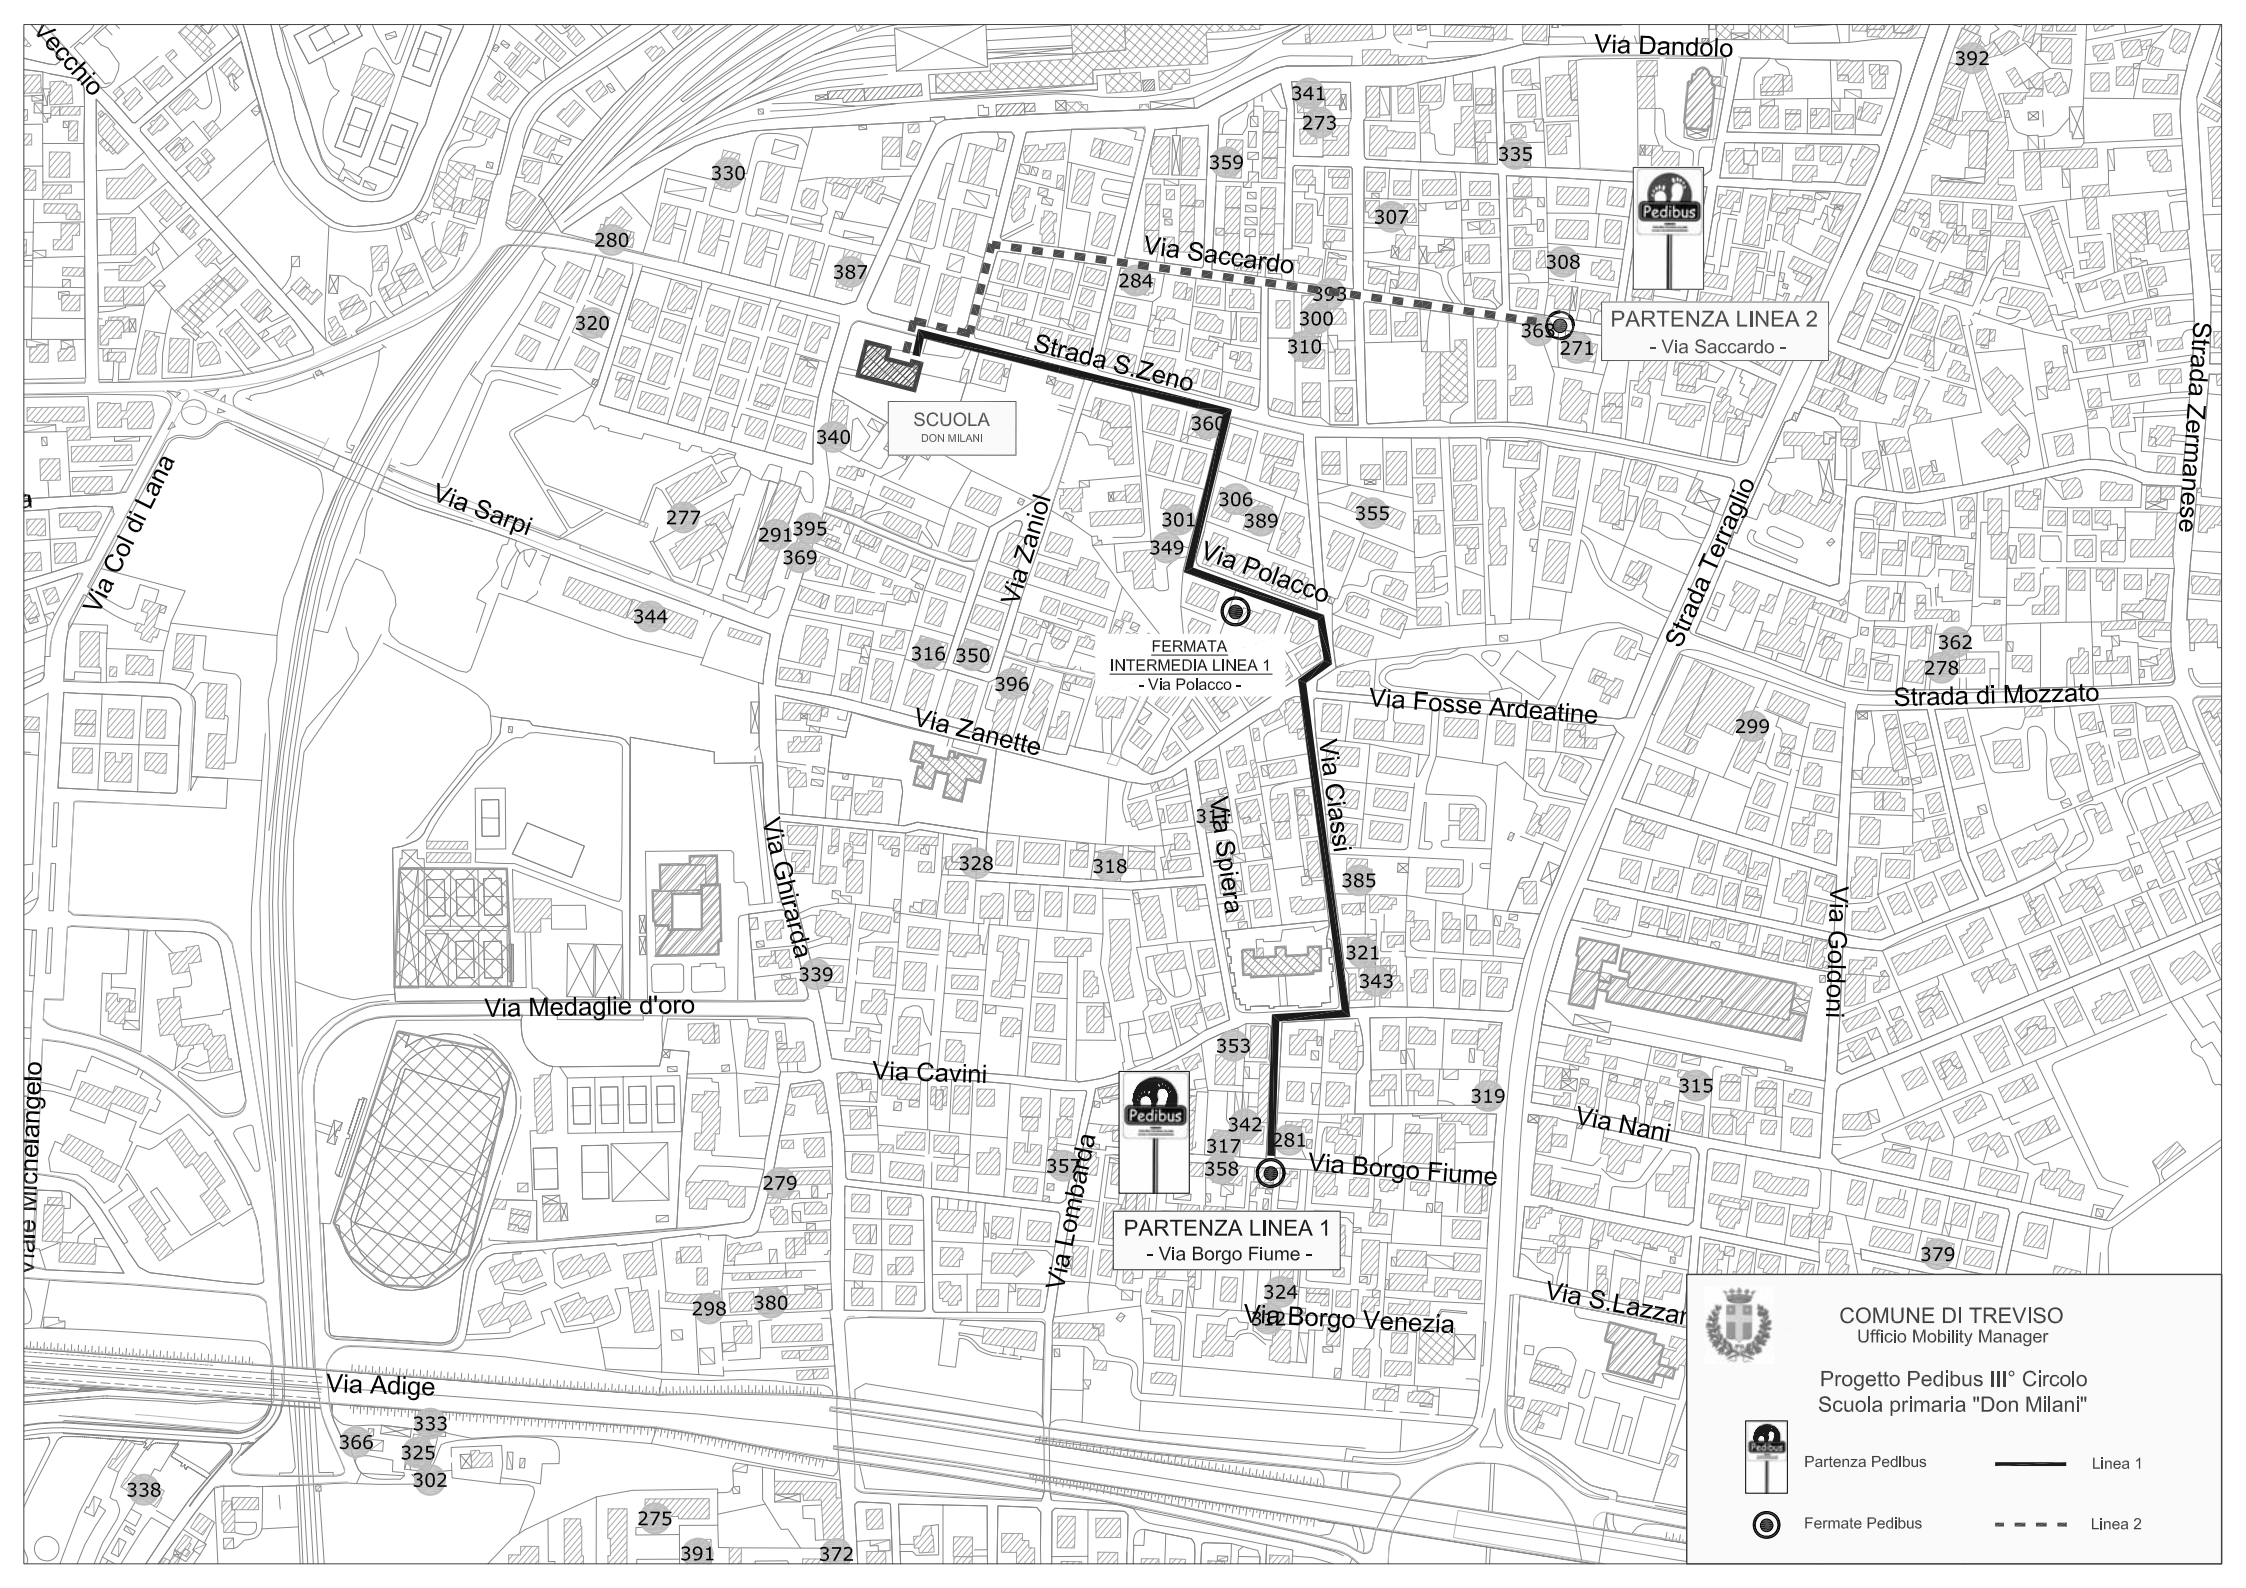 Vecchio
Via Dandolo
392
341
273
359
335
330
307
280
Via Saccardo
308
387
284
393
320
300
363
310
271
Pedibus
PARTENZA LINEA 2
- Via Saccardo -
Strada S.Zeno
Strada Zermanese
SCUOLA
DON MILANI
360
340
Via Col di Lana
Via Sarpi
277
291
395
369
Via Zaniol
301
349
306
389
355
Via Polacco
Strada Terraglio
344
316
350
396
FERMATA
INTERMEDIA LINEA 1
- Via Polacco -
362
278
Strada di Mozzato
Via Fosse Ardeatine
299
Via Zanette
Via Ciassi
Via Spiera
Via Ghirarda
328
318
385
Via Goldoni
321
343
339
Via Medaglie d'oro
353
Via Cavini
315
319
Via Nani
Viale Michelangelo
Pedibus
342
317
281
358
Via Borgo Fiume
357
Via Lombarda
279
PARTENZA LINEA 1
- Via Borgo Fiume -
379
298
380
324
Via Borgo Venezia
Via S.Lazzar
Via Adige
333
366
325
302
338
275
391
372
COMUNE DI TREVISO
Ufficio Mobility Manager
Progetto Pedibus III° Circolo
Scuola primaria "Don Milani"
Pedibus
Partenza Pedibus
Linea 1
Fermate Pedibus
Linea 2